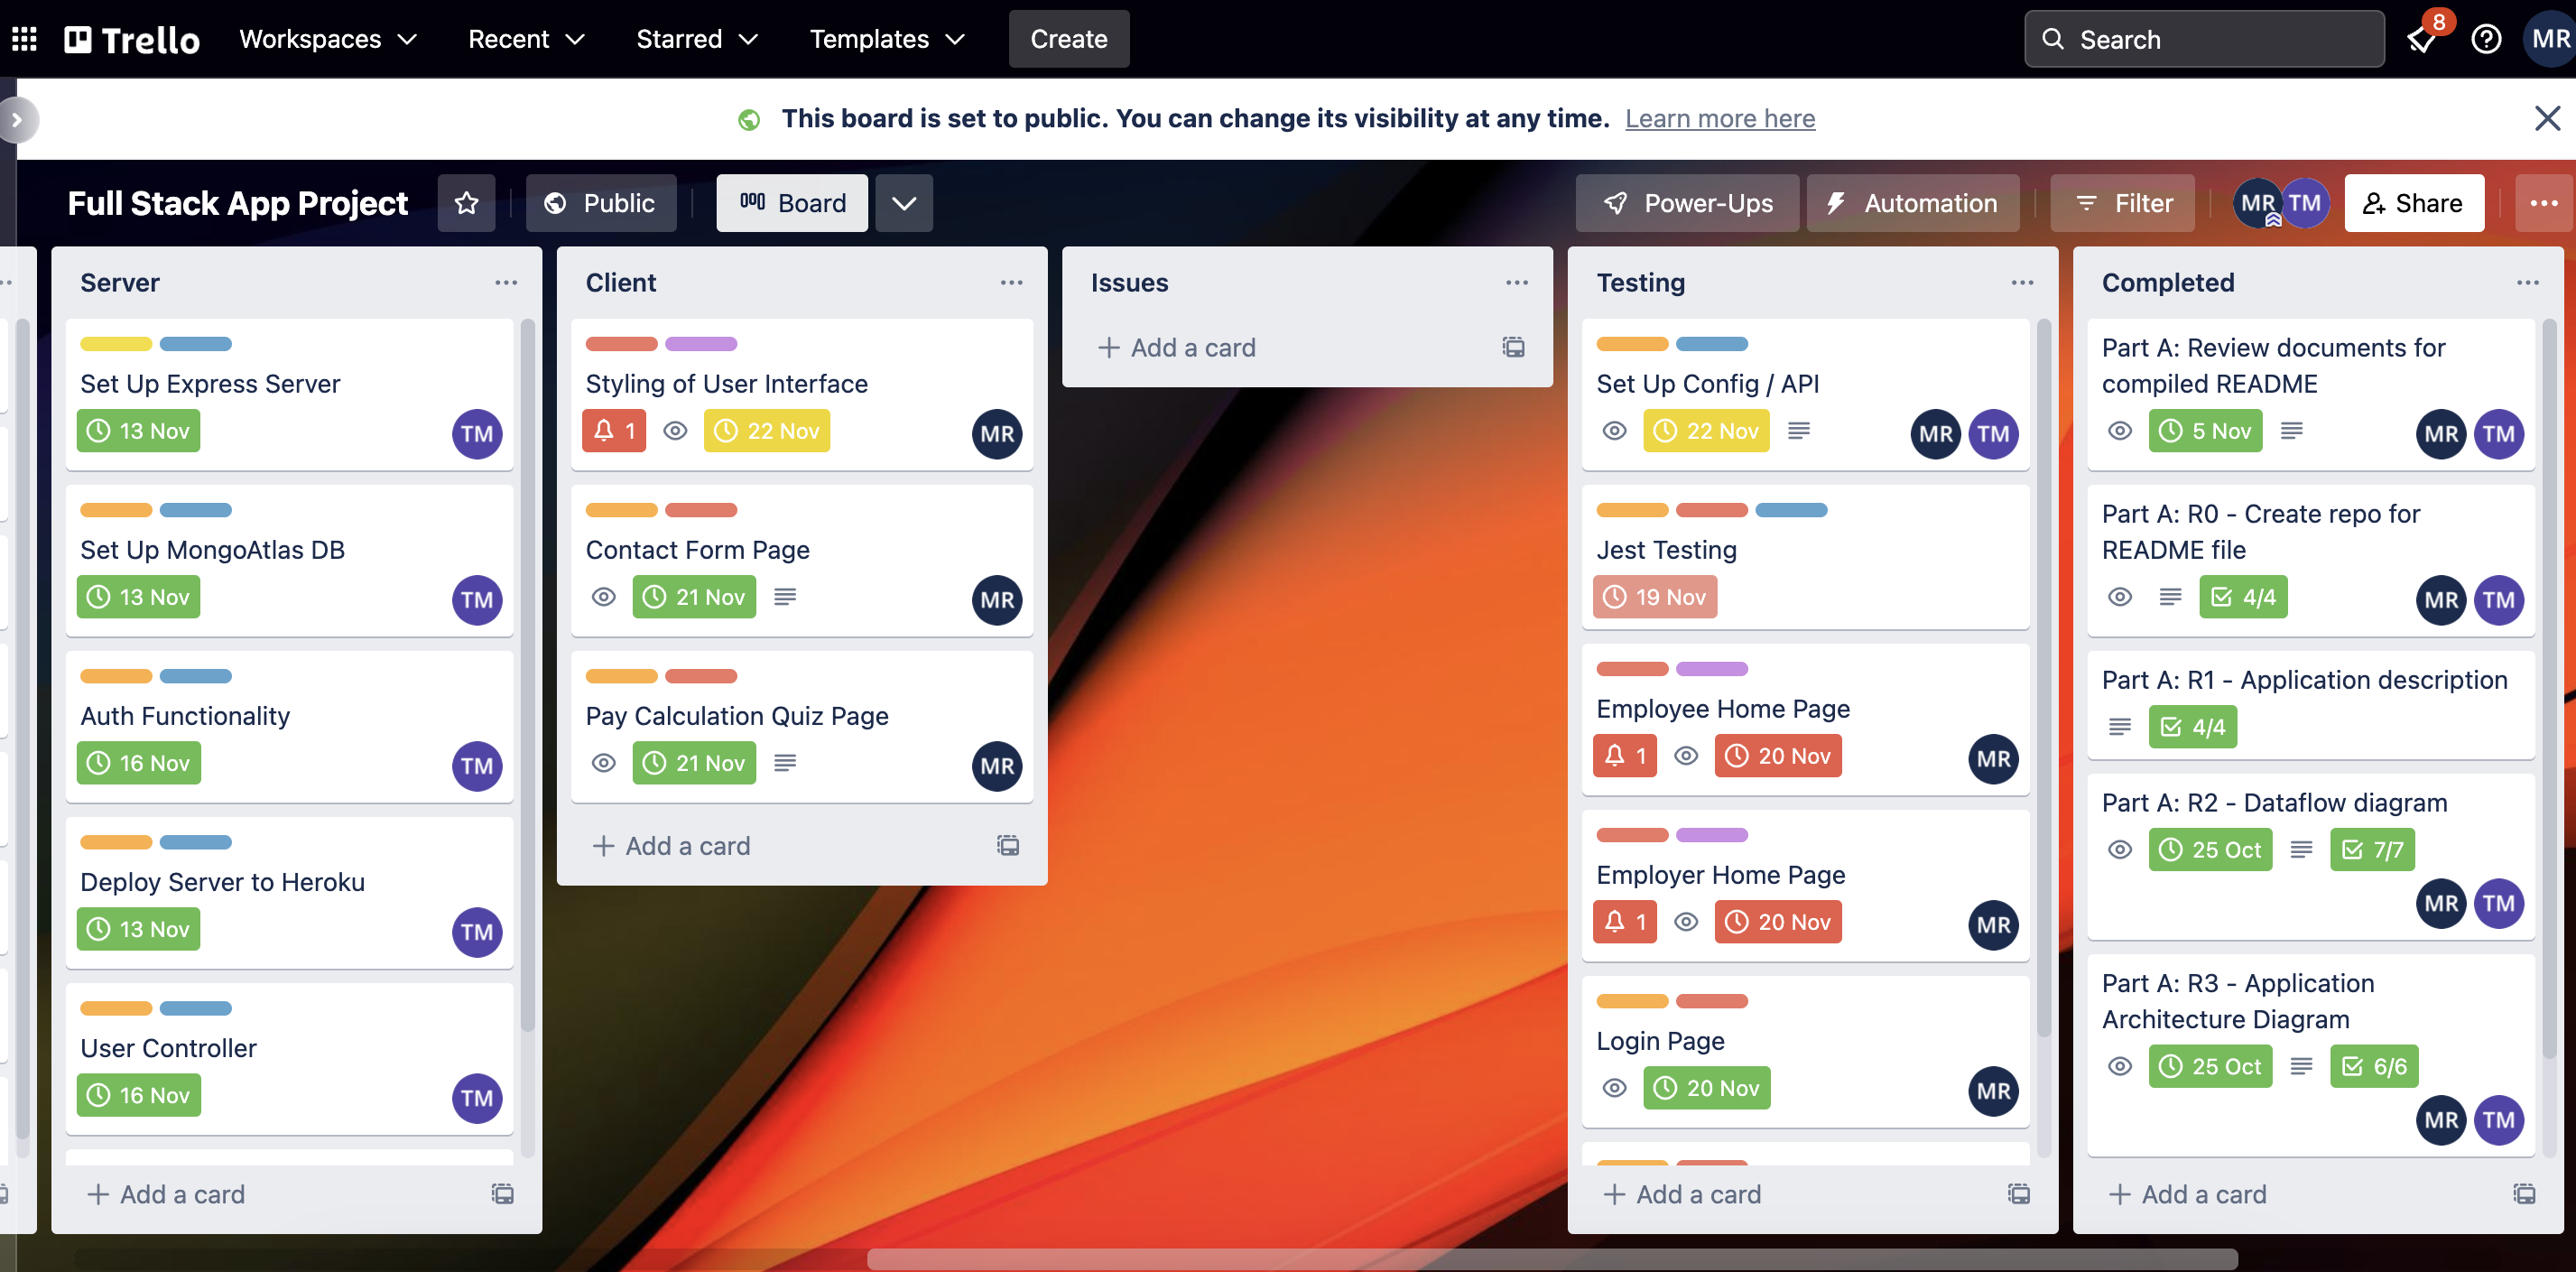 Trello
Workspaces
Recent
Starred
Templates
Create
Search
8
MR
This board is set to public. You can change its visibility at any time. Learn more here
Full Stack App Project
Public
Board
Power-Ups
Automation
Filter
MR
TM
Share
Server
Set Up Express Server
13 Nov
TM
Set Up MongoAtlas DB
13 Nov
TM
Auth Functionality
16 Nov
TM
Deploy Server to Heroku
13 Nov
TM
User Controller
16 Nov
TM
Add a card
Client
Styling of User Interface
1
22 Nov
MR
Contact Form Page
21 Nov
MR
Pay Calculation Quiz Page
21 Nov
MR
Add a card
Issues
Add a card
Testing
Set Up Config / API
22 Nov
MR
TM
Jest Testing
19 Nov
Employee Home Page
1
20 Nov
MR
Employer Home Page
1
20 Nov
MR
Login Page
20 Nov
MR
Add a card
Completed
Part A: Review documents for
compiled README
5 Nov
MR
TM
Part A: R0 - Create repo for
README file
4/4
MR
TM
Part A: R1 - Application description
4/4
Part A: R2 - Dataflow diagram
25 Oct
7/7
MR
TM
Part A: R3 - Application
Architecture Diagram
25 Oct
6/6
MR
TM
Add a card